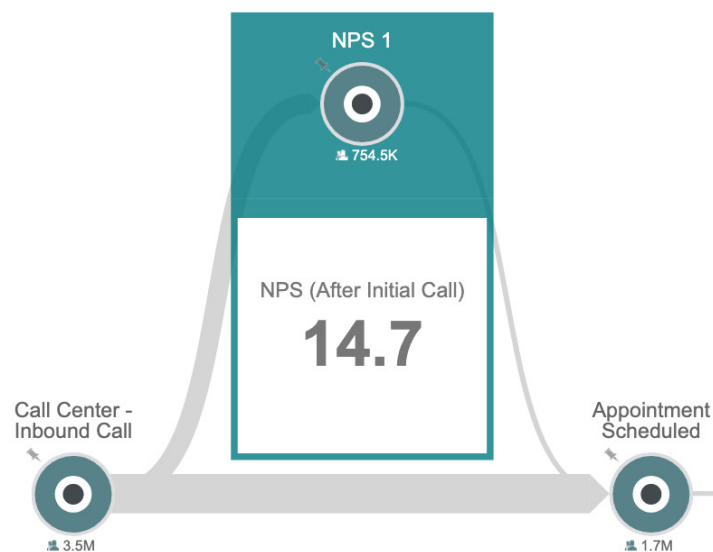 NPS 1
754.5K
NPS (After Initial Call)
14.7
Call Center -
Inbound Call
3.5M
Appointment
Scheduled
1.7M